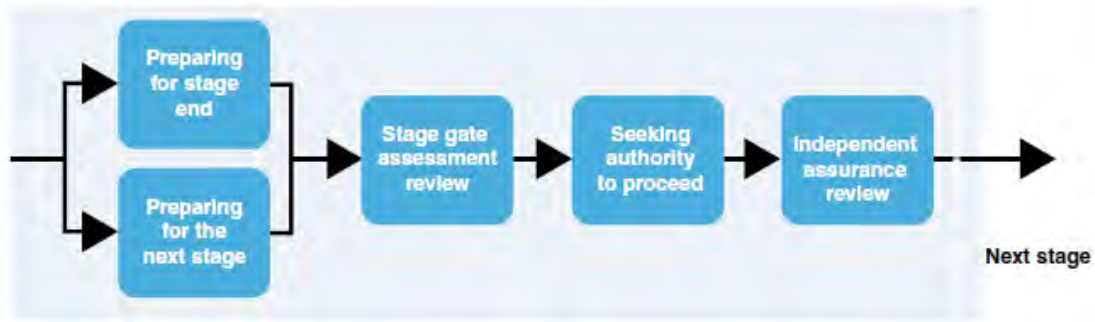 Preparing
for stage
end
Preparing
for the
next stage
Stage gate
assessment
review
Seeking
authority
to proceed
Independent
assurance
review
Next stage